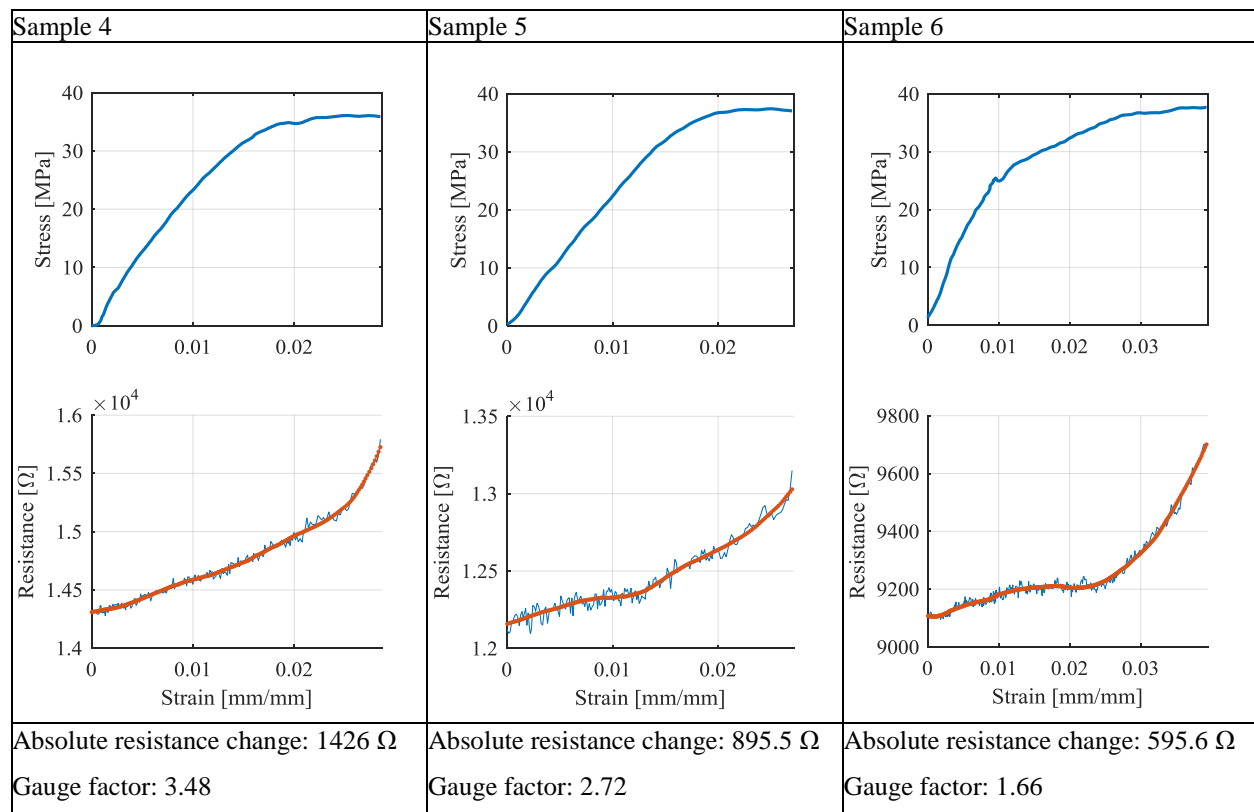 Sample 4
Sample 5
Sample 6
40
30
20
10
0
Stress [MPa]
0
0.01
0.02
40
30
20
10
0
Stress [MPa]
0
0.01
0.02
40
30
20
10
0
Stress [MPa]
0
0.01
0.02
0.03
×10⁴
1.6
1.55
1.5
1.45
1.4
Resistance [Ω]
0
0.01
0.02
Strain [mm/mm]
×10⁴
1.35
1.3
1.25
1.2
Resistance [Ω]
0
0.01
0.02
Strain [mm/mm]
9800
9600
9400
9200
9000
Resistance [Ω]
0
0.01
0.02
0.03
Strain [mm/mm]
Absolute resistance change: 1426 Ω
Gauge factor: 3.48
Absolute resistance change: 895.5 Ω
Gauge factor: 2.72
Absolute resistance change: 595.6 Ω
Gauge factor: 1.66